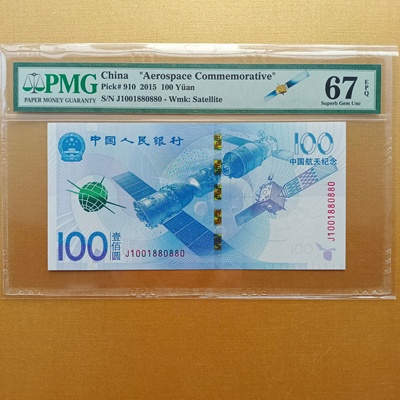 PMG
PAPER MONEY GUARANTY
China "Aerospace Commemorative"
Pick# 910 2015 100 Yüan
S/N J1001880880 - Wmk: Satellite
67 EPQ
Superb Gem Unc
中国人民银行
100
中国航天纪念
J1001880880
100 壹佰圆
J1001880880